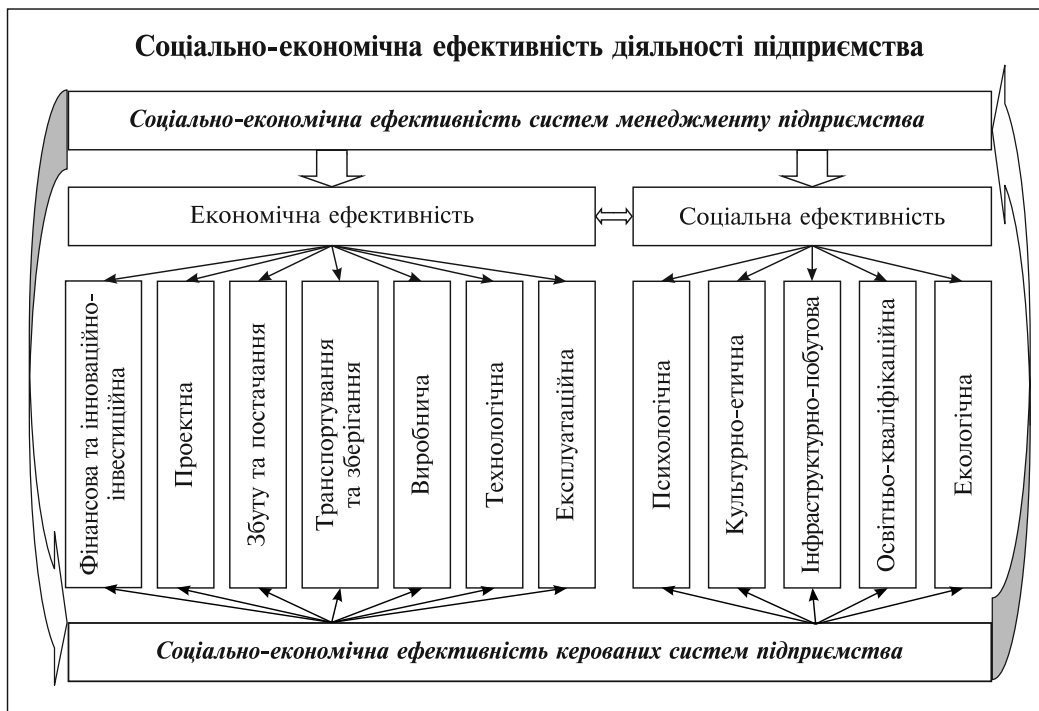 Соціально-економічна ефективність діяльності підприємства
Соціально-економічна ефективність систем менеджменту підприємства
Економічна ефективність
Соціальна ефективність
Фінансова та інноваційно-
інвестиційна
Проектна
Збуту та постачання
Транспортування
та зберігання
Виробнича
Технологічна
Експлуатаційна
Психологічна
Культурно-етична
Інфраструктурно-побутова
Освітньо-кваліфікаційна
Екологічна
Соціально-економічна ефективність керованих систем підприємства